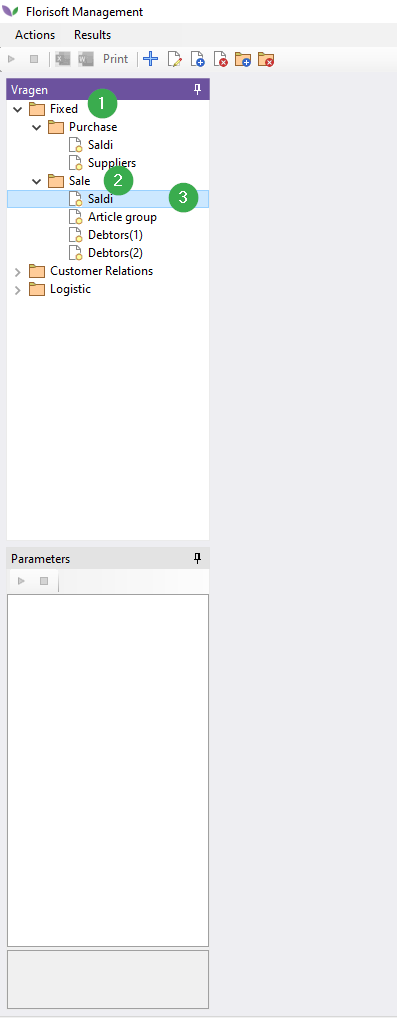 Florisoft Management
Actions Results
Print
Vragen
Fixed 1
Purchase
Saldi
Suppliers
Sale 2
Saldi 3
Article group
Debtors(1)
Debtors(2)
Customer Relations
Logistic
Parameters